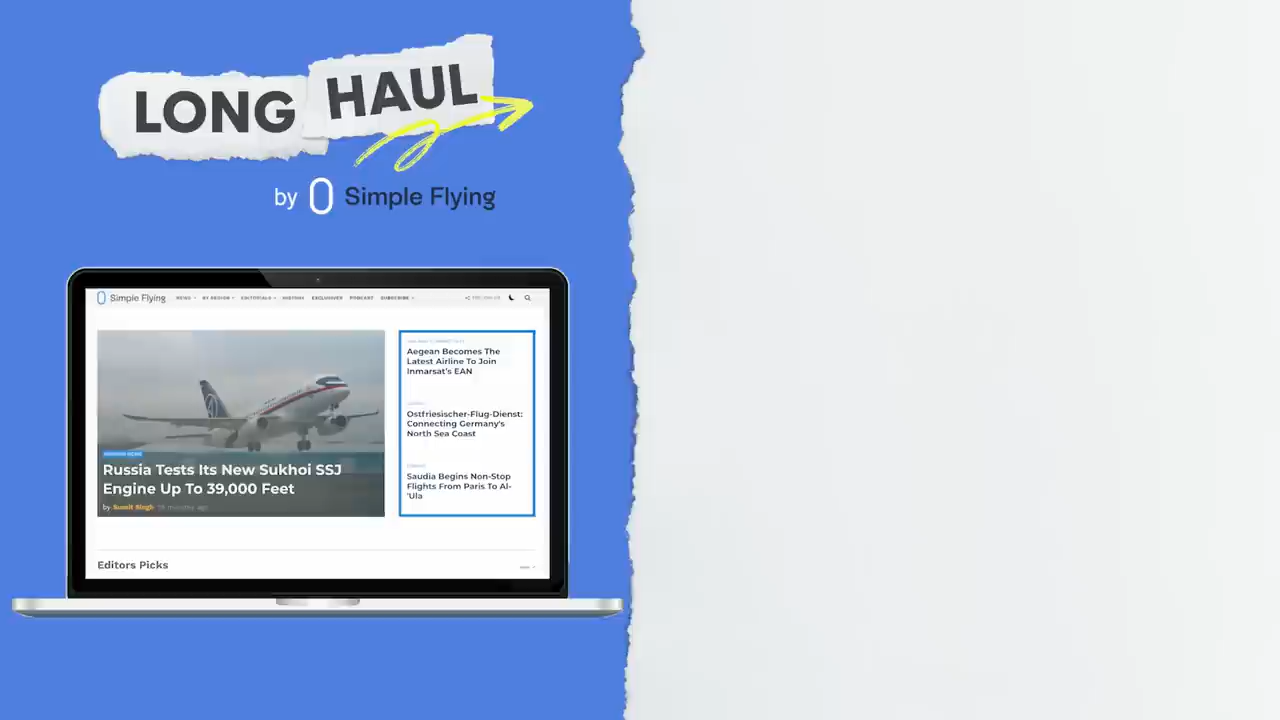 LONG HAUL
by Simple Flying
Simple Flying
NEWS
BY REGION
EDITORIALS
HISTORY
EXCLUSIVES
PODCAST
SUBSCRIBE
Russia Tests Its New Sukhoi SSJ
Engine Up To 39,000 Feet
by Sumit Singh
Aegean Becomes The
Latest Airline To Join
Inmarsat's EAN
Ostfriesischer-Flug-Dienst:
Connecting Germany's
North Sea Coast
Saudia Begins Non-Stop
Flights From Paris To Al-
'Ula
Editors Picks